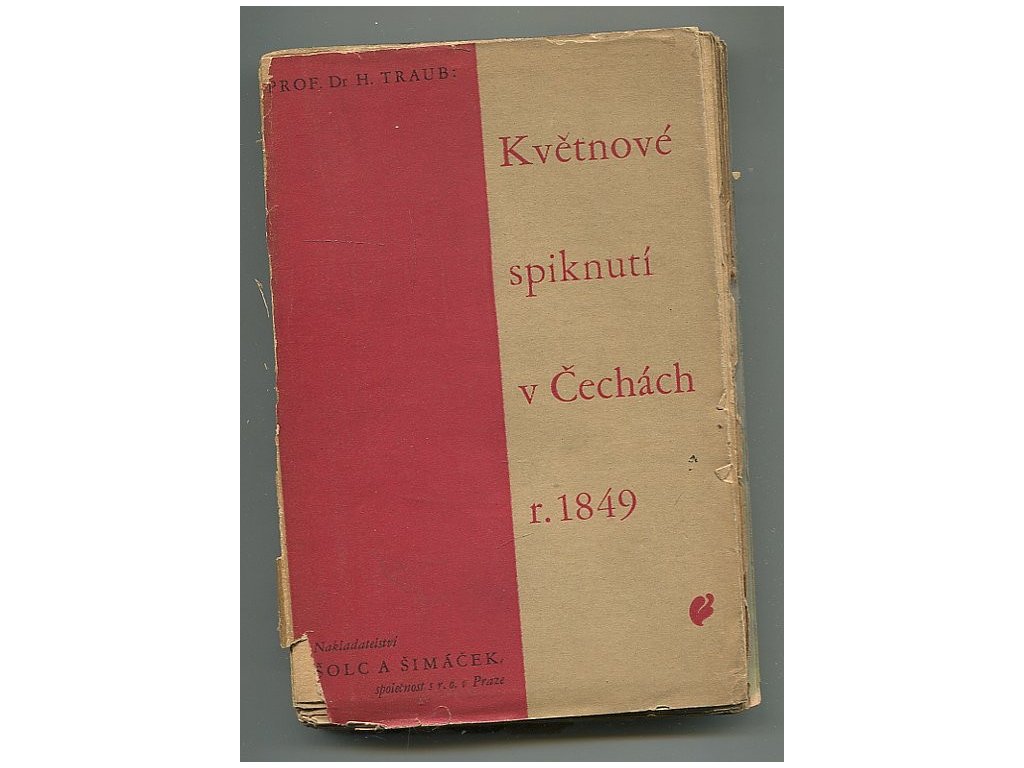 PROF. Dr H. TRAUB:
Květnové
spiknutí
v Čechách
r. 1849
Nakladatelství
ŠOLC A ŠIMÁČEK,
společnost s r. o. v Praze